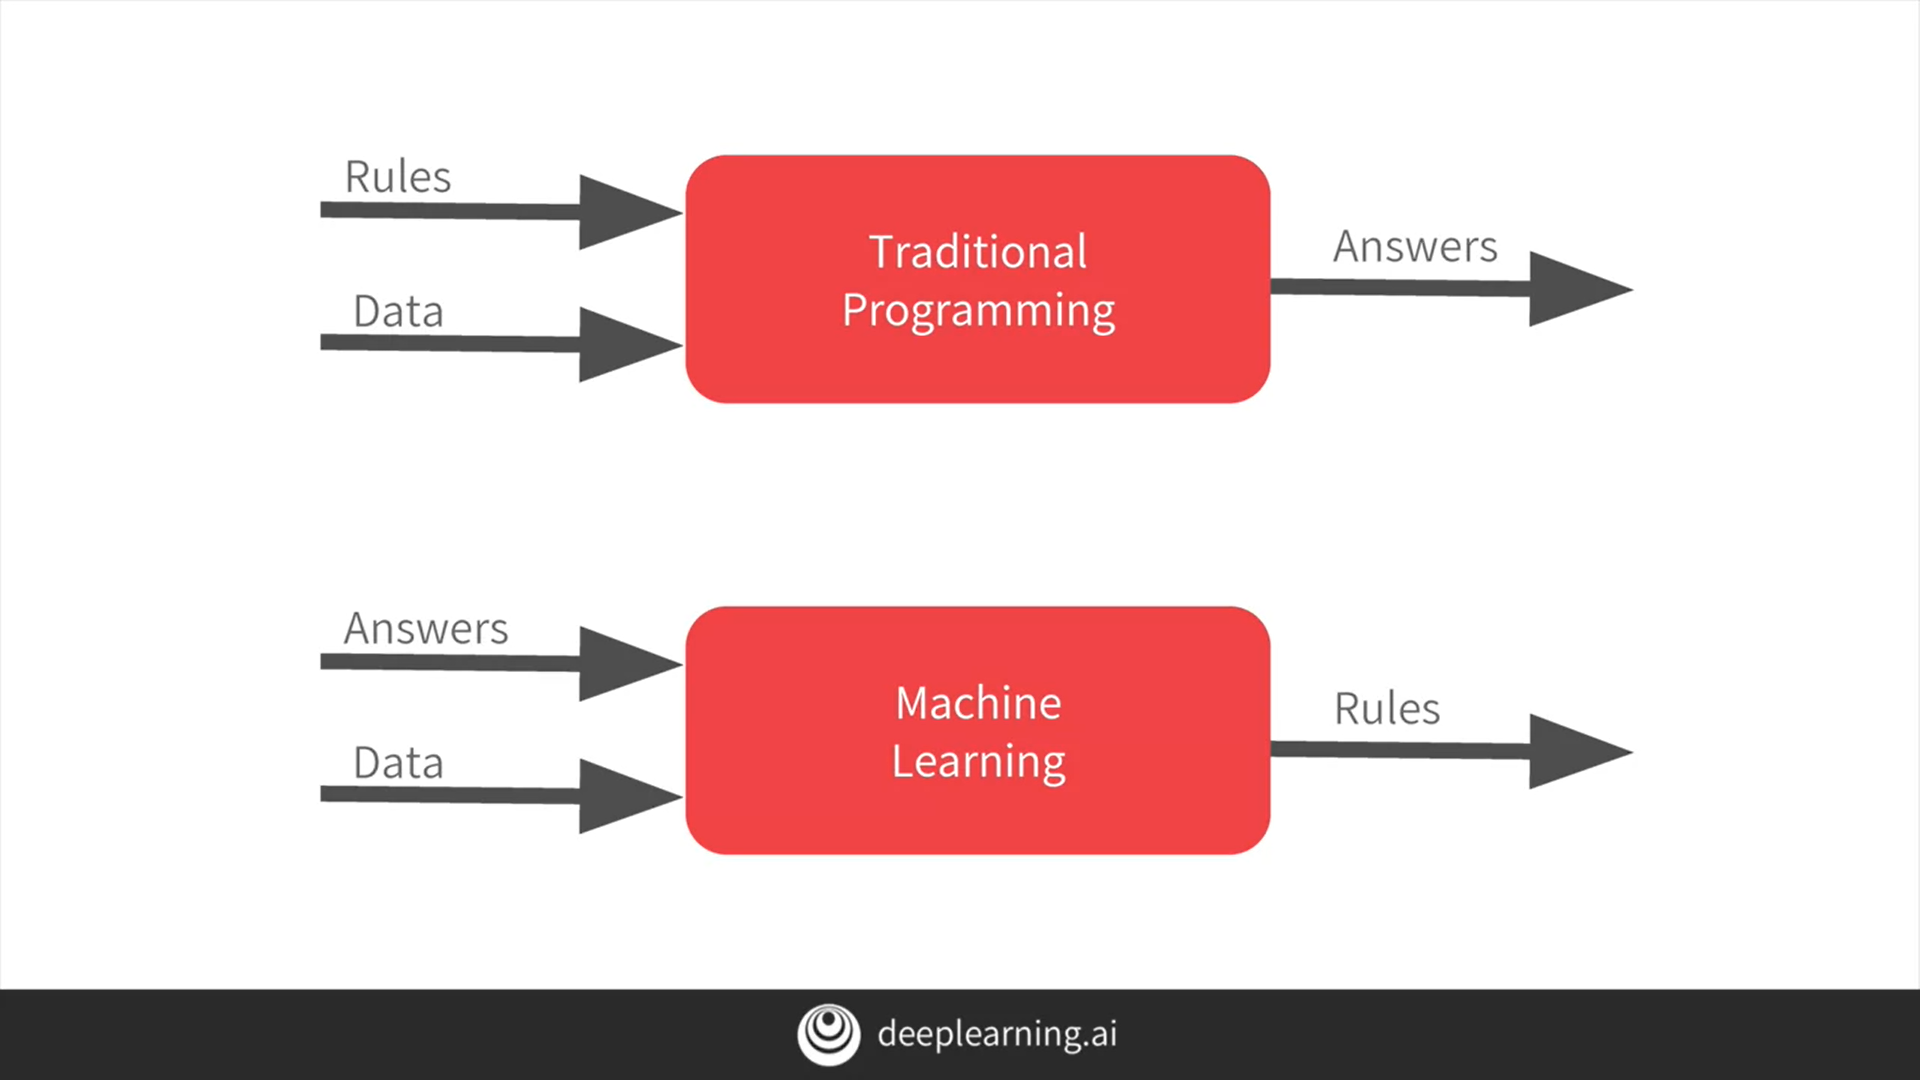 Rules
Data
Traditional
Programming
Answers
Answers
Data
Machine
Learning
Rules
deeplearning.ai